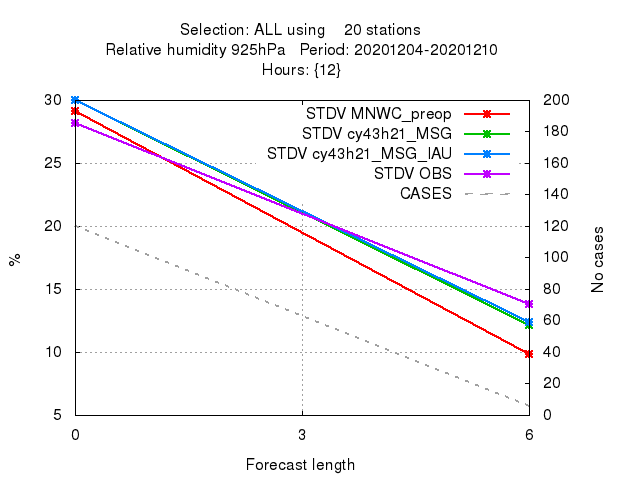 Selection: ALL using 20 stations
Relative humidity 925hPa Period: 20201204-20201210
Hours: {12}
STDV MNWC_preop
STDV cy43h21_MSG
STDV cy43h21_MSG_IAU
STDV OBS
CASES
30
25
20
15
10
5
%
200
180
160
140
120
100
80
60
40
20
0
No cases
0 3 6
Forecast length